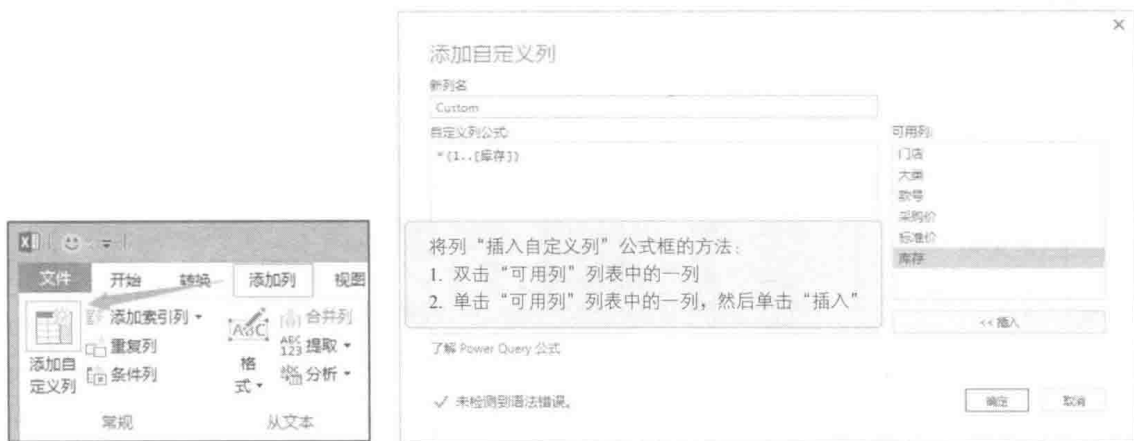 文件 开始 转换 添加列 视图
添加自定义列
添加索引列
重复列
条件列
常规
ABC
格式
合并列
ABC 123 提取
分析
从文本
×
添加自定义列
新列名
Custom
自定义列公式:
={1..[库存]}
可用列:
门店
大类
款号
采购价
标准价
库存
将列“插入自定义列”公式框的方法:
1. 双击“可用列”列表中的一列
2. 单击“可用列”列表中的一列，然后单击“插入”
<< 插入
了解 Power Query 公式
✓ 未检测到语法错误。
确定 取消